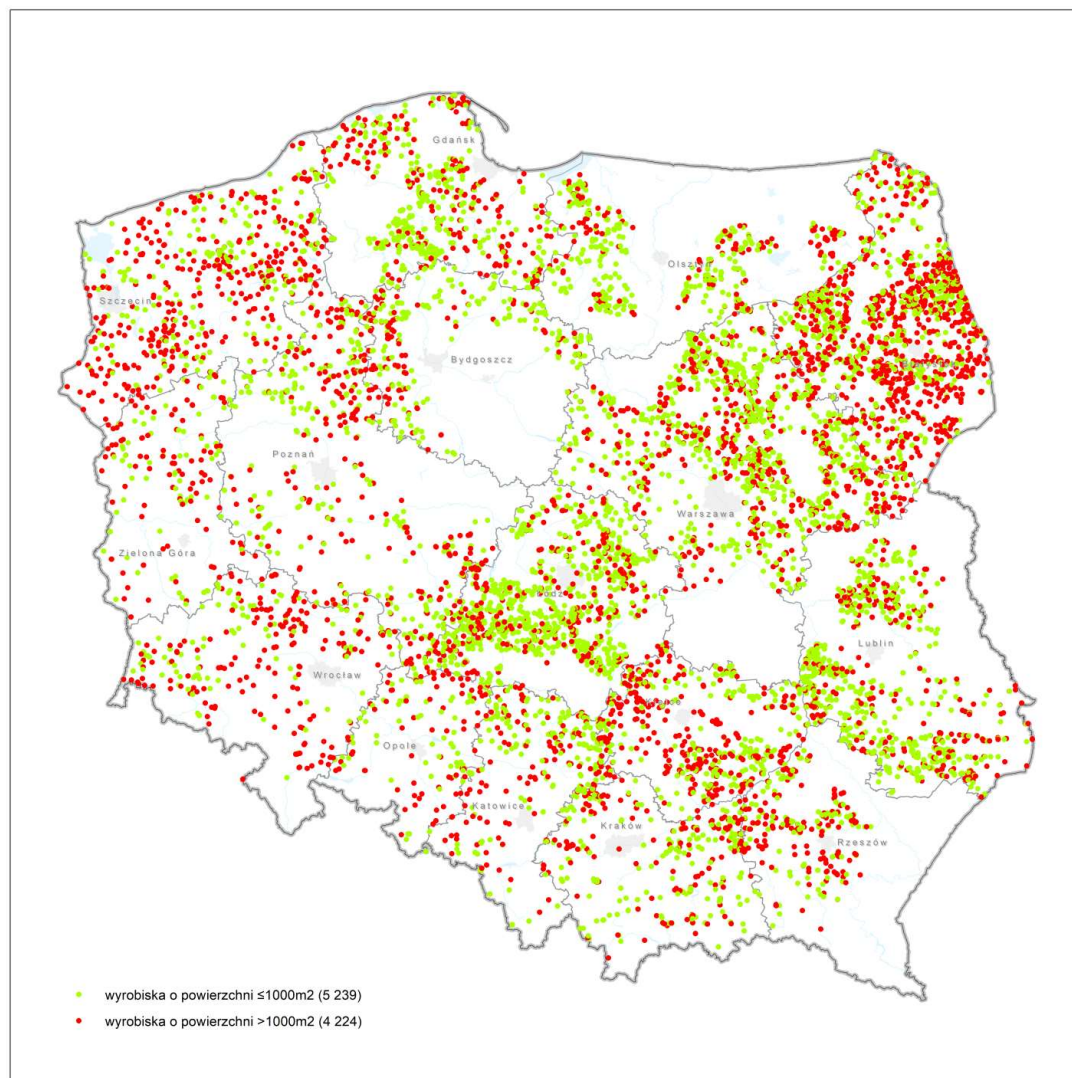 Gdańsk
Olsztyn
Szczecin
Bydgoszcz
Poznań
Warszawa
Zielona Góra
Łódź
Lublin
Wrocław
Opole
Katowice
Kraków
Rzeszów
wyrobiska o powierzchni ≤1000m2 (5 239)
wyrobiska o powierzchni >1000m2 (4 224)